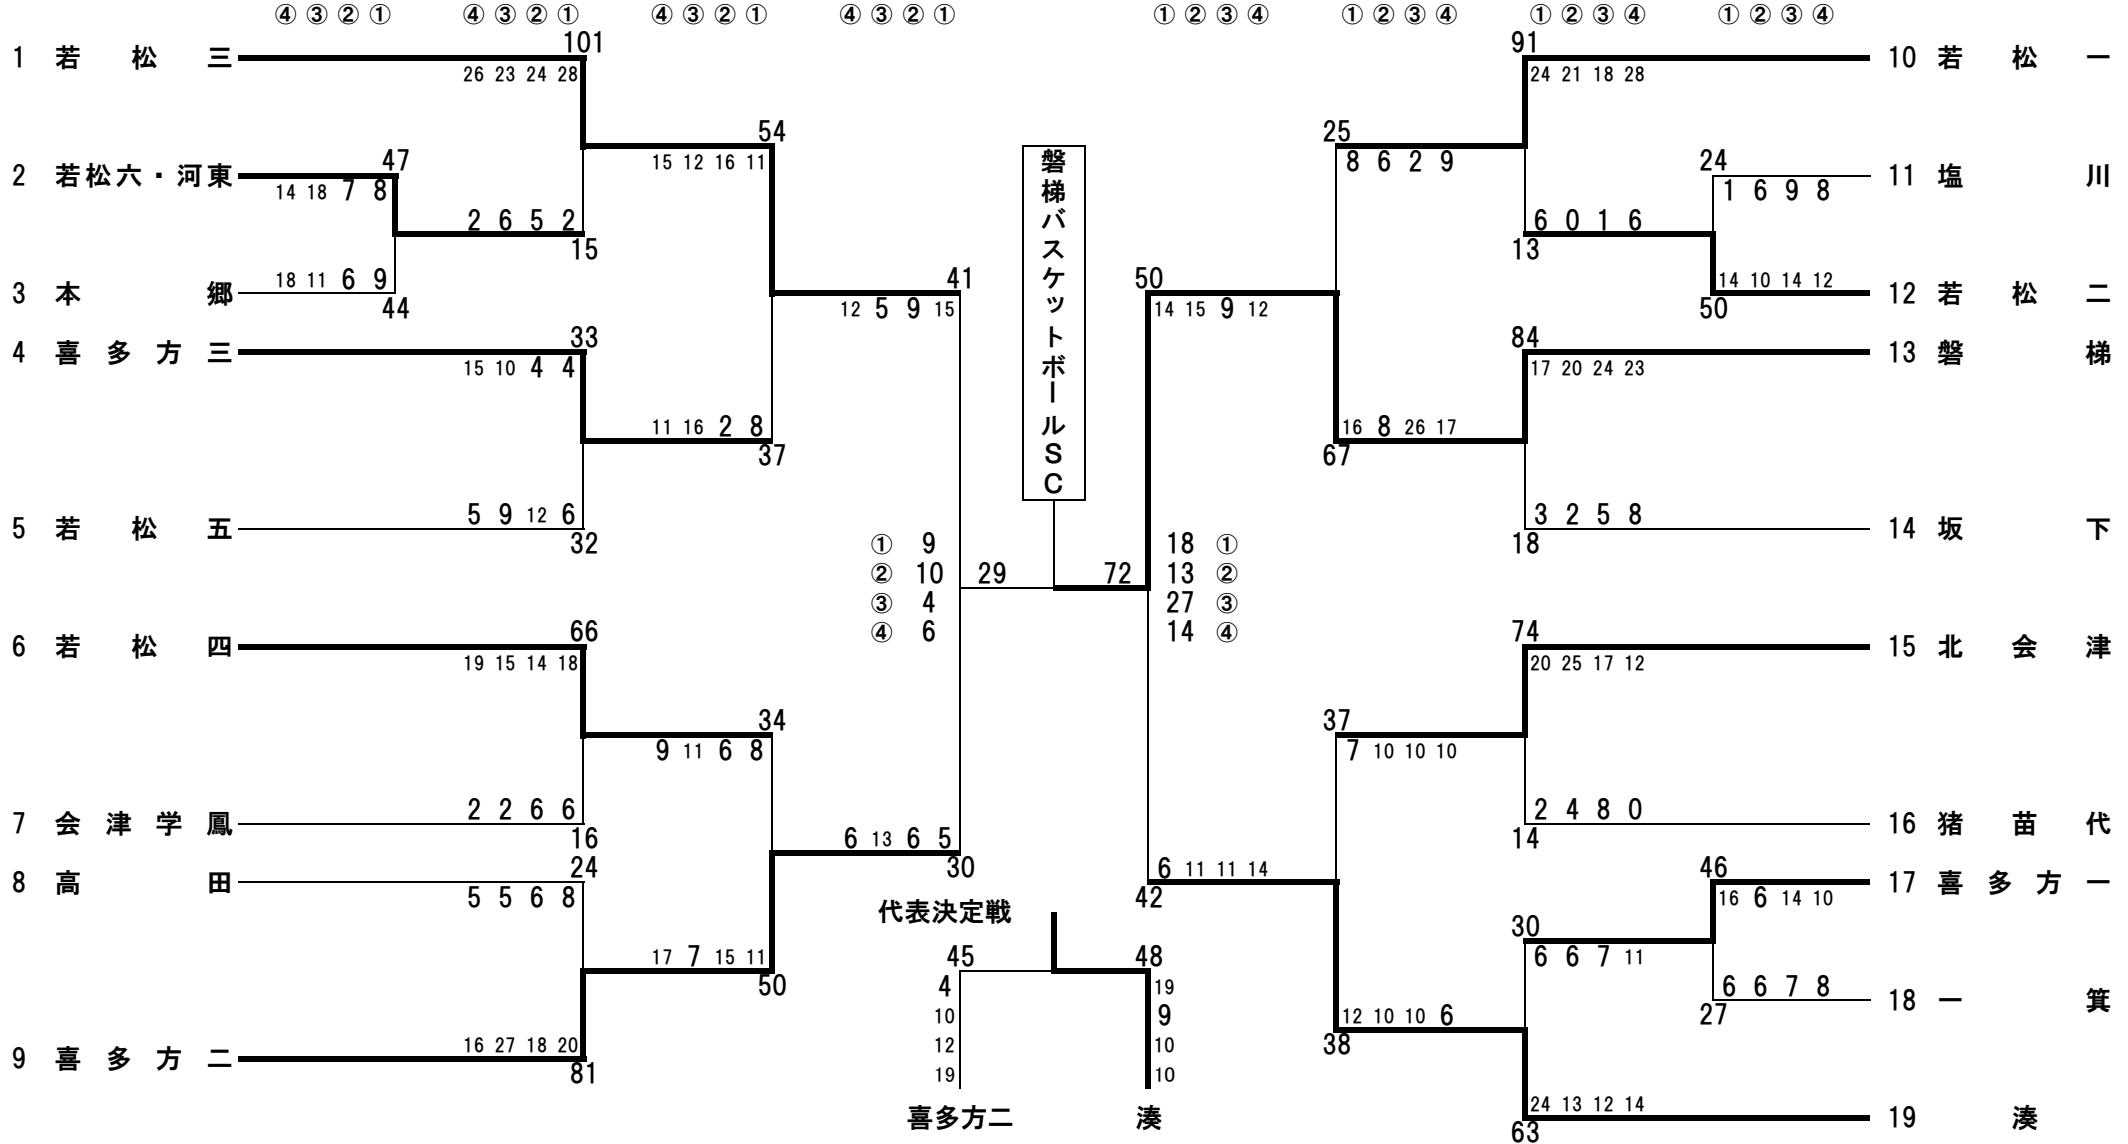 ④ ③ ② ① ④ ③ ② ① ④ ③ ② ① ④ ③ ② ① ① ② ③ ④ ① ② ③ ④ ① ② ③ ④ ① ② ③ ④
101 91
1 若松三 10 若松一
26 23 24 28 24 21 18 28
54 25
15 12 16 11 8 6 2 9
47 24
2 若松六・河東 11 塩川
14 18 7 8 1 6 9 8
2 6 5 2 6 0 1 6
15 13
18 11 6 9 41 50 14 10 14 12
3 本郷 12 若松二
44 12 5 9 15 14 15 9 12 50
33 84
4 喜多方三 13 磐梯
15 10 4 4 17 20 24 23
11 16 2 8 16 8 26 17
37 67
磐梯バスケットボールSC
5 9 12 6 3 2 5 8
5 若松五 14 坂下
32 18
① 9 18 ①
② 10 29 72 13 ②
③ 4 27 ③
④ 6 14 ④
66 74
6 若松四 15 北会津
19 15 14 18 20 25 17 12
34 37
9 11 6 8 7 10 10 10
2 2 6 6 2 4 8 0
7 会津学鳳 16 猪苗代
16 14
6 13 6 5 6 11 11 14
24 30 42 46
8 高田 17 喜多方一
5 5 6 8 16 6 14 10
代表決定戦
30
17 7 15 11 45 48 6 6 7 11
50
6 6 7 8
18 一箕
27
4 19
10 9
12 10
19 10
12 10 10 6
38
16 27 18 20
9 喜多方二
81
喜多方二 湊
24 13 12 14
19 湊
63